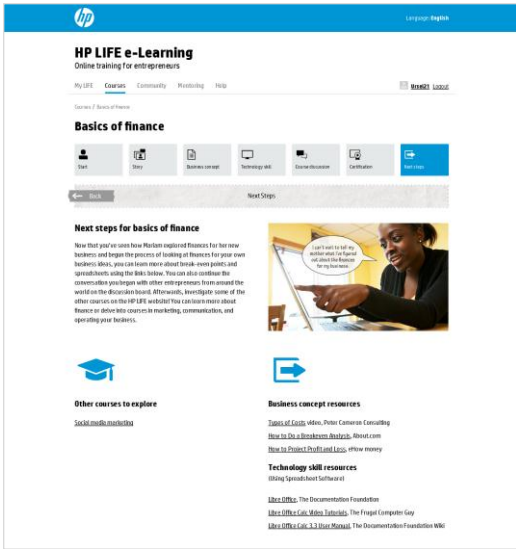 hp
Language: English
HP LIFE e-Learning
Online training for entrepreneurs
My LIFE Courses Community Mentoring Help
Logout
Courses / Basics of finance
Basics of finance
Start Story Business concept Technology skill Course discussion Certification Next steps
Back Next Steps
Next steps for basics of finance
Now that you've seen how Mariam explored finances for her new
business and begun the process of looking at finances for your own
business ideas, you can learn more about break-even points and
spreadsheets using the links below. You can also continue the
conversation you began with other entrepreneurs from around the
world on the discussion board. Afterwards, investigate some of the
other courses on the HP LIFE website! You can learn more about
finance or delve into courses in marketing, communication, and
operating your business.
I can't wait to tell my
mother what I've figured
out about the finances
for my business.
Other courses to explore
Social media marketing
Business concept resources
Types of Costs video, Peter Cameron Consulting
How to Do a Breakeven Analysis, About.com
How to Project Profit and Loss, eHow money
Technology skill resources
(Using Spreadsheet Software)
Libre Office, The Documentation Foundation
Libre Office Calc Video Tutorials, The Frugal Computer Guy
Libre Office Calc 3.3 User Manual, The Documentation Foundation Wiki